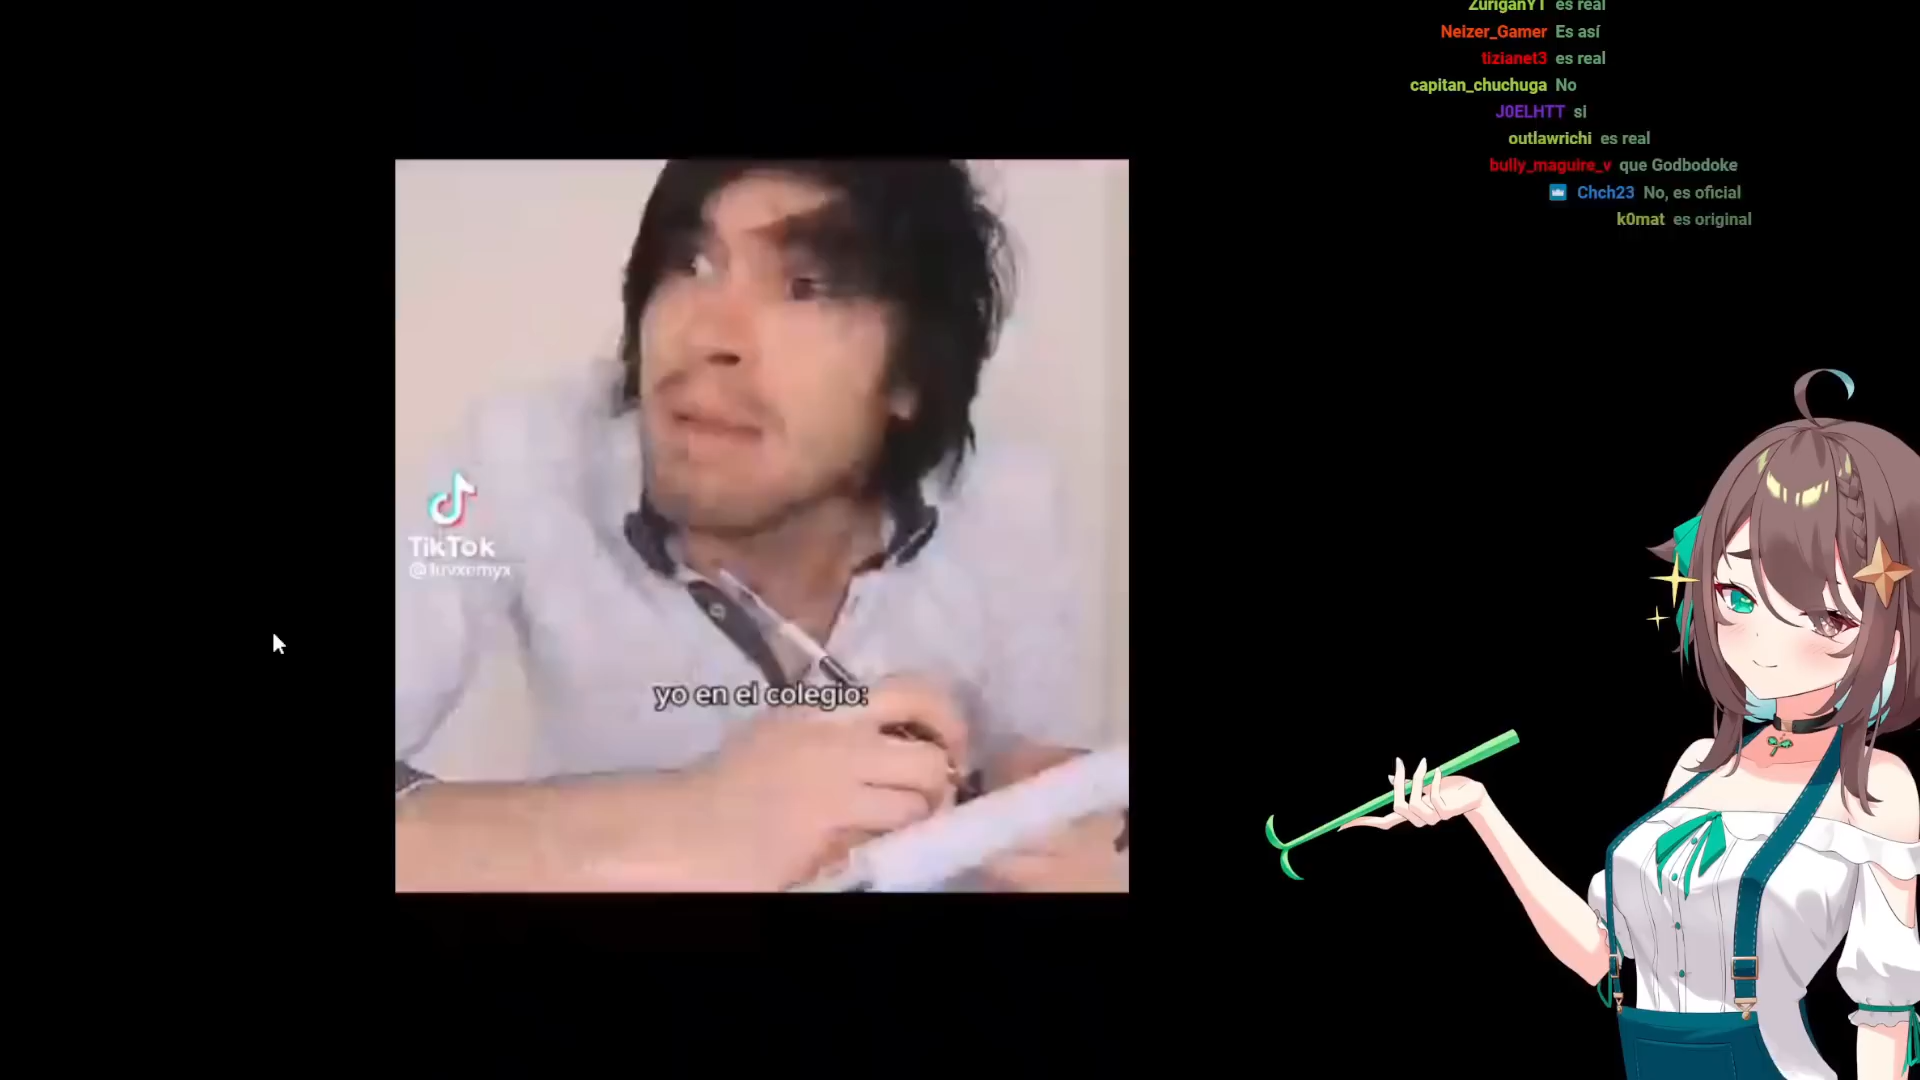 ZuriganYT es real
Neizer_Gamer Es así
tizianet3 es real
capitan_chuchuga No
J0ELHTT si
outlawrichi es real
bully_maguire_v que Godbodoke
Chch23 No, es oficial
k0mat es original
TikTok
yo en el colegio: